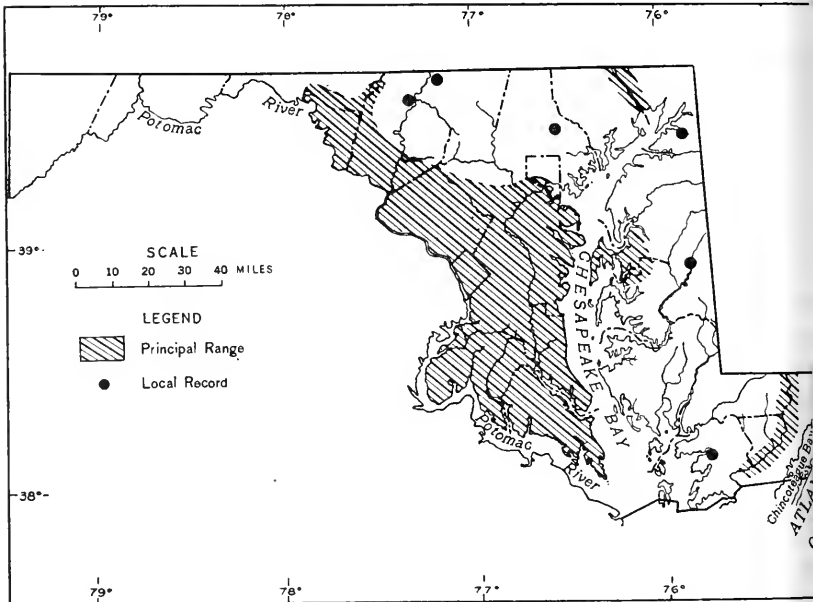 79°
78°
77°
76°
Potomac
River
39°
SCALE
0 10 20 30 40 MILES
LEGEND
Principal Range
Local Record
CHESAPEAKE BAY
Potomac
River
38°
Chincoteague Bay
79°
78°
77°
76°